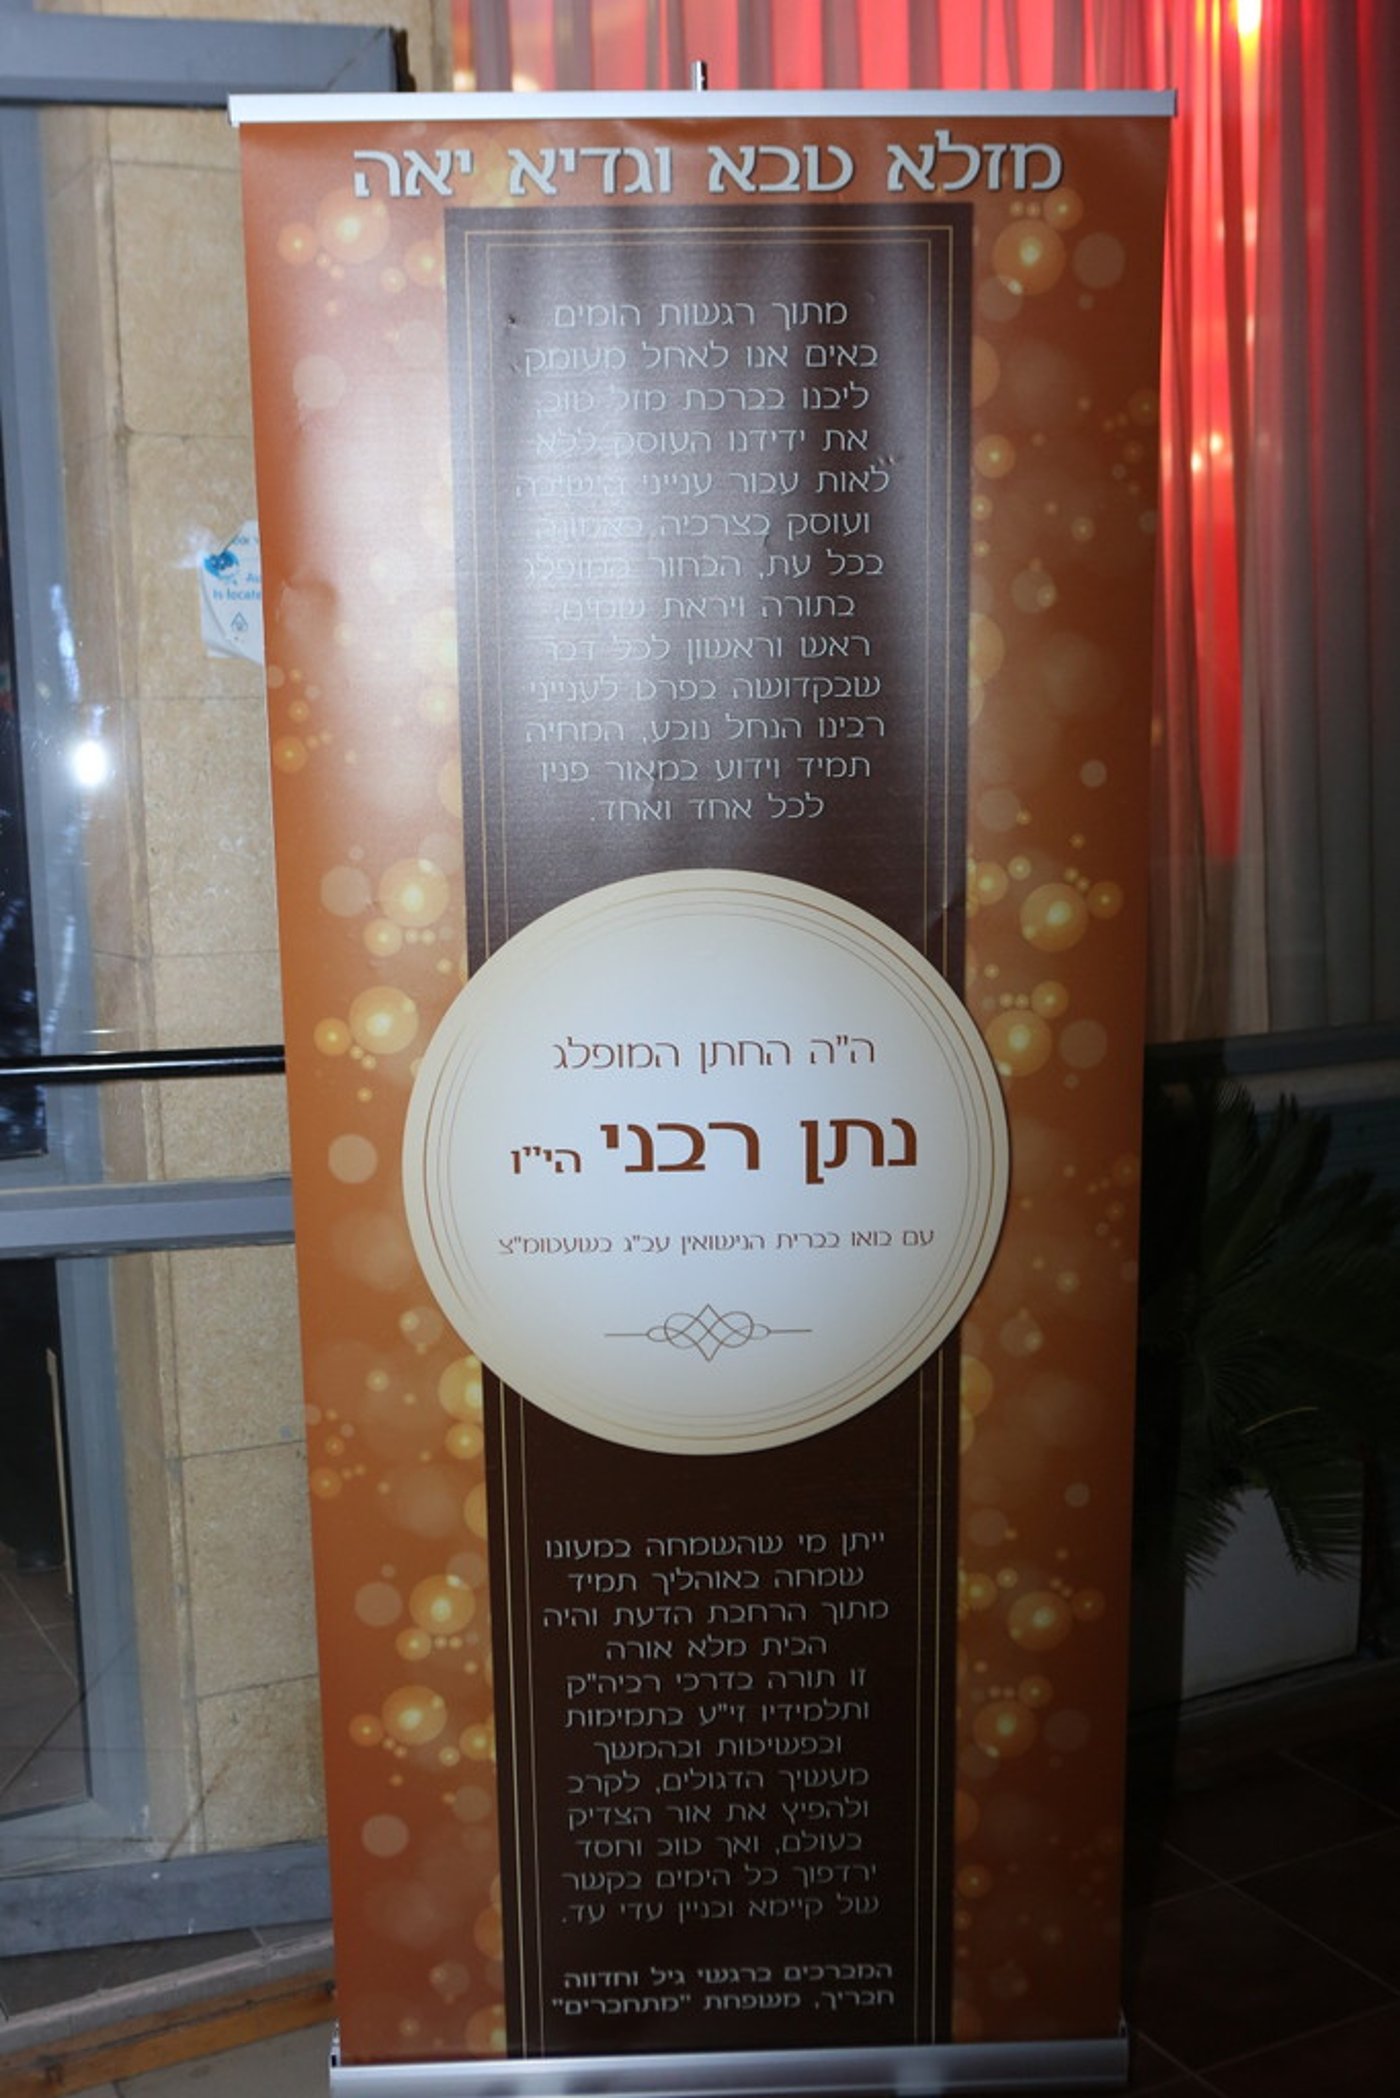 מזלא טבא וגדיא יאה
מתוך רגשות הומים
באים אנו לאחל מעומק
ליבנו בברכת מזל טוב,
את ידידנו העוסק ללא
לאות עבור ענייני הישיבה
ועוסק בצרכיה באמונה
בכל עת, הבחור המופלג
בתורה ויראת שמים,
ראש וראשון לכל דבר
שבקדושה בפרט לענייני
רבינו הנחל נובע, המחיה
תמיד וידוע במאור פניו
לכל אחד ואחד.
ה"ה החתן המופלג
נתן רבני הי"ו
עם בואו בברית הנישואין עב"ג בשעטומ"צ
ייתן מי שהשמחה במעונו
שמחה באוהליך תמיד
מתוך הרחבת הדעת והיה
הבית מלא אורה
זו תורה בדרכי רביה"ק
ותלמידיו זי"ע בתמימות
ובפשיטות ובהמשך
מעשיך הדגולים, לקרב
ולהפיץ את אור הצדיק
בעולם, ואך טוב וחסד
ירדפוך כל הימים בקשר
של קיימא ובניין עדי עד.
המברכים ברגשי גיל וחדווה
חבריך, משפחת "מתחברים"
is locate